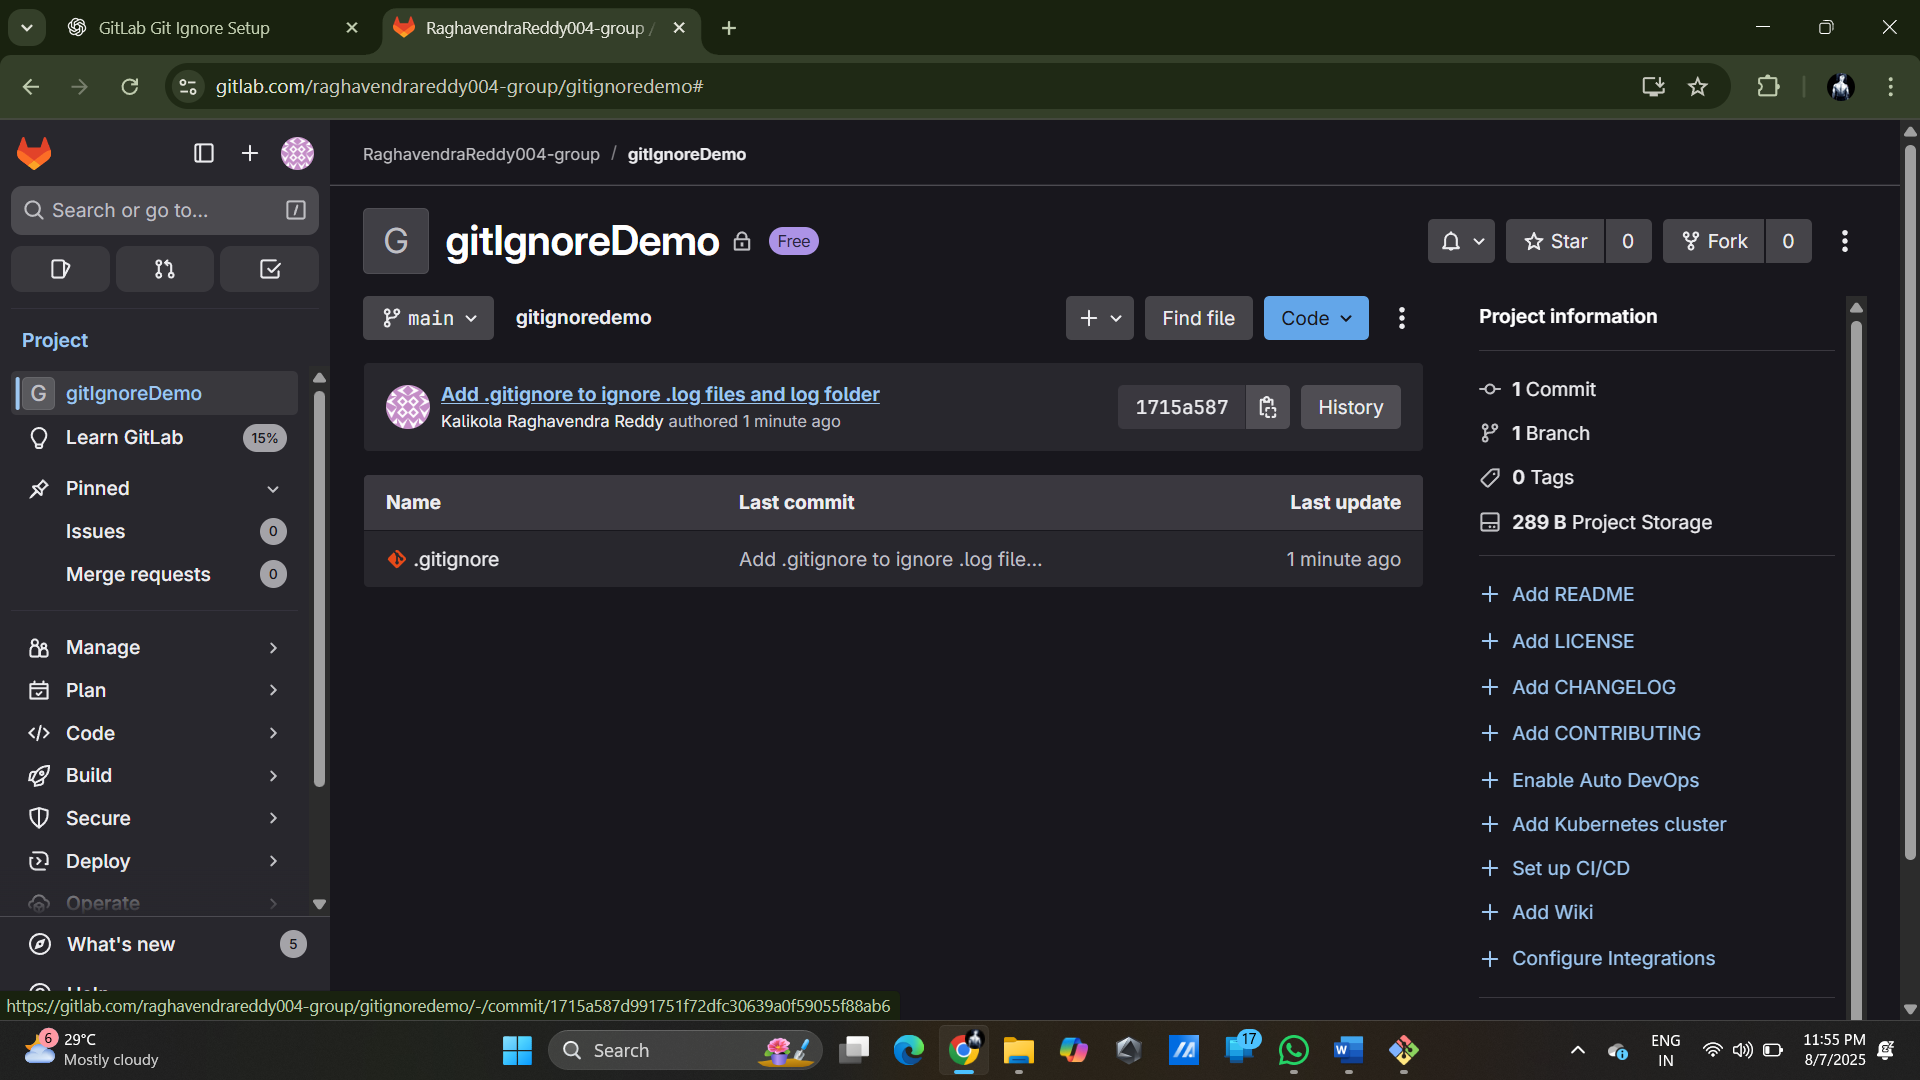 GitLab Git Ignore Setup
RaghavendraReddy004-group /
gitlab.com/raghavendrareddy004-group/gitignoredemo#
Search or go to...
/
Project
G gitIgnoreDemo
Learn GitLab 15%
Pinned
Issues 0
Merge requests 0
Manage
Plan
Code
Build
Secure
Deploy
Operate
What's new 5
RaghavendraReddy004-group / gitIgnoreDemo
G gitIgnoreDemo Free
Star 0
Fork 0
main
gitignoredemo
Find file
Code
Add .gitignore to ignore .log files and log folder
Kalikola Raghavendra Reddy authored 1 minute ago
1715a587
History
Name Last commit Last update
.gitignore Add .gitignore to ignore .log file... 1 minute ago
Project information
1 Commit
1 Branch
0 Tags
289 B Project Storage
Add README
Add LICENSE
Add CHANGELOG
Add CONTRIBUTING
Enable Auto DevOps
Add Kubernetes cluster
Set up CI/CD
Add Wiki
Configure Integrations
https://gitlab.com/raghavendrareddy004-group/gitignoredemo/-/commit/1715a587d991751f72dfc30639a0f59055f88ab6
6
29°C
Mostly cloudy
Search
17
W
ENG
IN
11:55 PM
8/7/2025